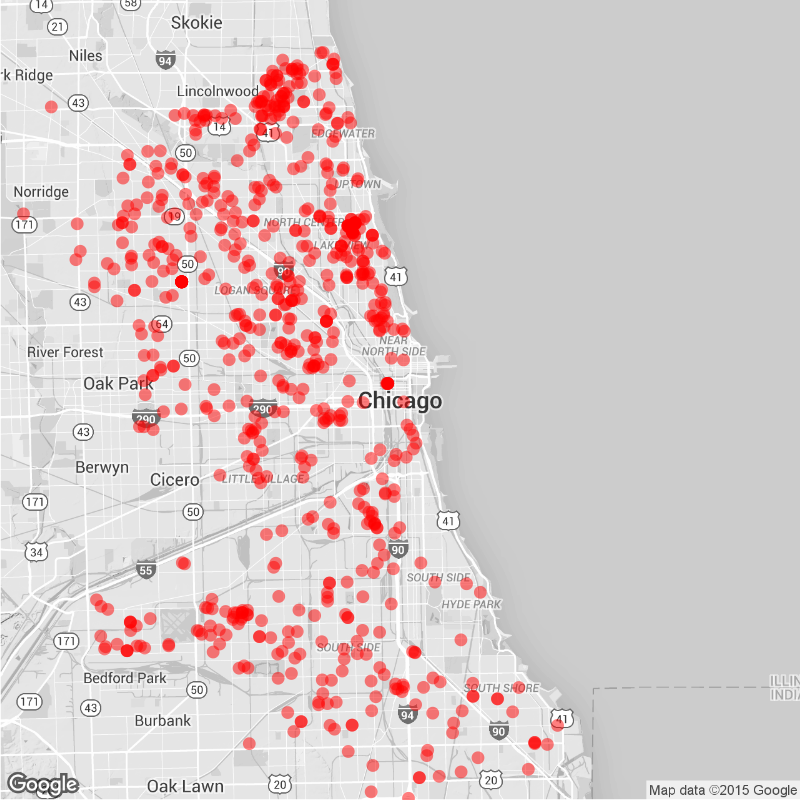 14
58
Skokie
21
Niles
94
rk Ridge
Lincolnwood
43
14
41
EDGEWATER
50
UPTOWN
Norridge
171
19
NORTH CENTER
LAKEVIEW
50
90
41
LOGAN SQUARE
43
64
NEAR
NORTH SIDE
River Forest
50
Oak Park
Chicago
290
290
43
Berwyn
Cicero
LITTLE VILLAGE
171
50
41
34
90
55
SOUTH SIDE
HYDE PARK
171
SOUTH SIDE
Bedford Park
ILLIN
INDIA
50
SOUTH SHORE
171
43
94
41
Burbank
90
20
20
Oak Lawn
Google
Map data ©2015 Google